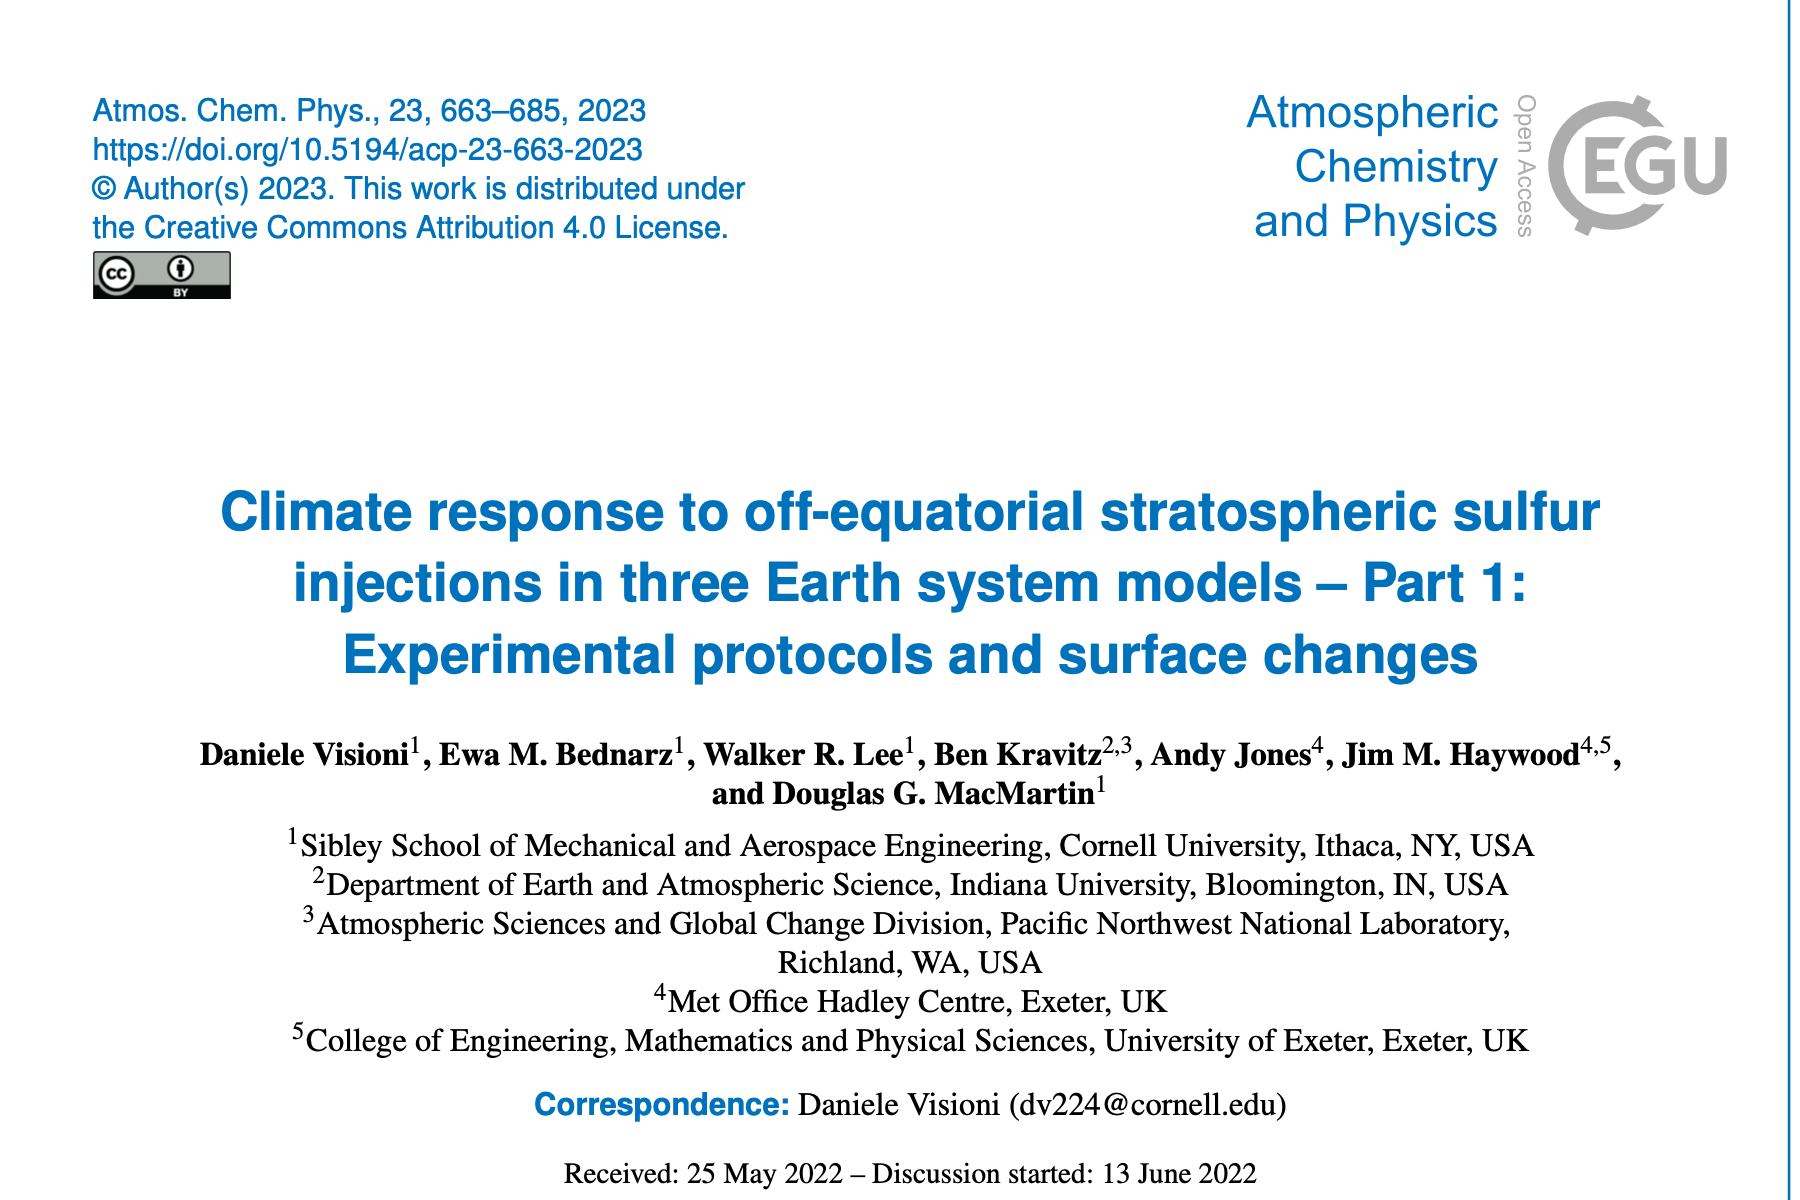 Atmos. Chem. Phys., 23, 663–685, 2023
https://doi.org/10.5194/acp-23-663-2023
© Author(s) 2023. This work is distributed under
the Creative Commons Attribution 4.0 License.
cc
BY
Atmospheric
Chemistry
and Physics
Open Access
EGU
Climate response to off-equatorial stratospheric sulfur
injections in three Earth system models – Part 1:
Experimental protocols and surface changes
Daniele Visioni1, Ewa M. Bednarz1, Walker R. Lee1, Ben Kravitz2,3, Andy Jones4, Jim M. Haywood4,5,
and Douglas G. MacMartin1
1Sibley School of Mechanical and Aerospace Engineering, Cornell University, Ithaca, NY, USA
2Department of Earth and Atmospheric Science, Indiana University, Bloomington, IN, USA
3Atmospheric Sciences and Global Change Division, Pacific Northwest National Laboratory,
Richland, WA, USA
4Met Office Hadley Centre, Exeter, UK
5College of Engineering, Mathematics and Physical Sciences, University of Exeter, Exeter, UK
Correspondence: Daniele Visioni (dv224@cornell.edu)
Received: 25 May 2022 – Discussion started: 13 June 2022